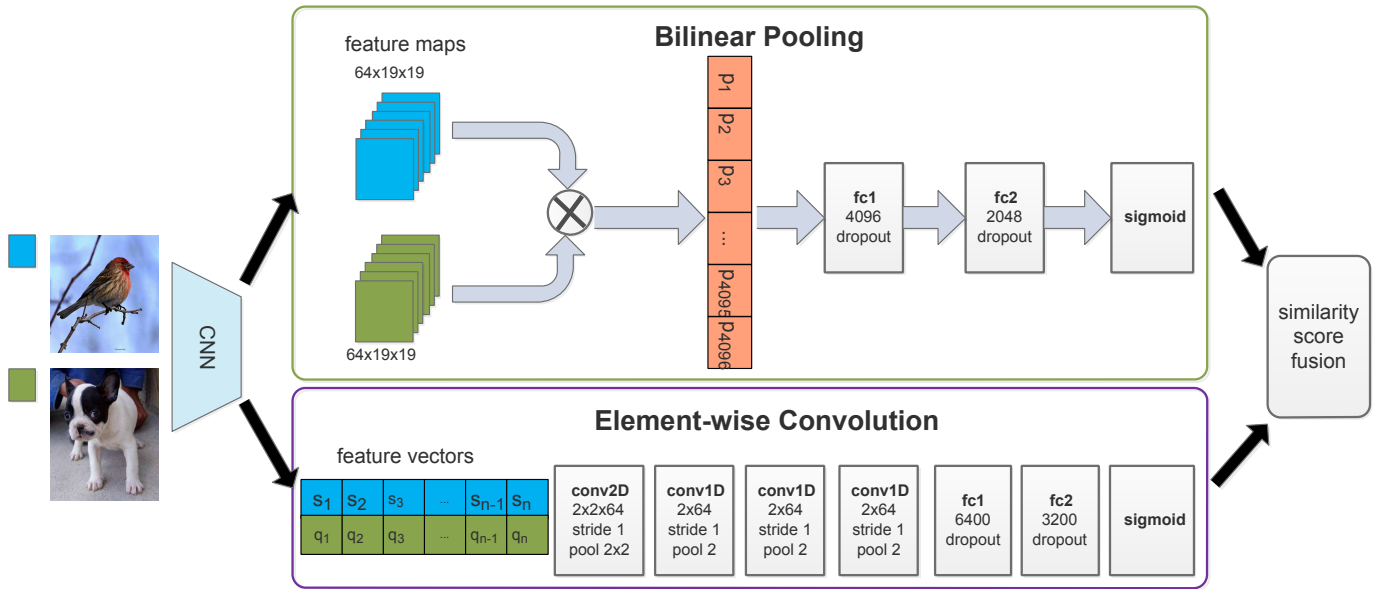 Bilinear Pooling
feature maps
64x19x19
64x19x19
p1
p2
p3
...
p4095
p4096
fc1
4096
dropout
fc2
2048
dropout
sigmoid
CNN
similarity
score
fusion
Element-wise Convolution
feature vectors
s1 s2 s3 ... sn-1 sn
q1 q2 q3 ... qn-1 qn
conv2D
2x2x64
stride 1
pool 2x2
conv1D
2x64
stride 1
pool 2
conv1D
2x64
stride 1
pool 2
conv1D
2x64
stride 1
pool 2
fc1
6400
dropout
fc2
3200
dropout
sigmoid